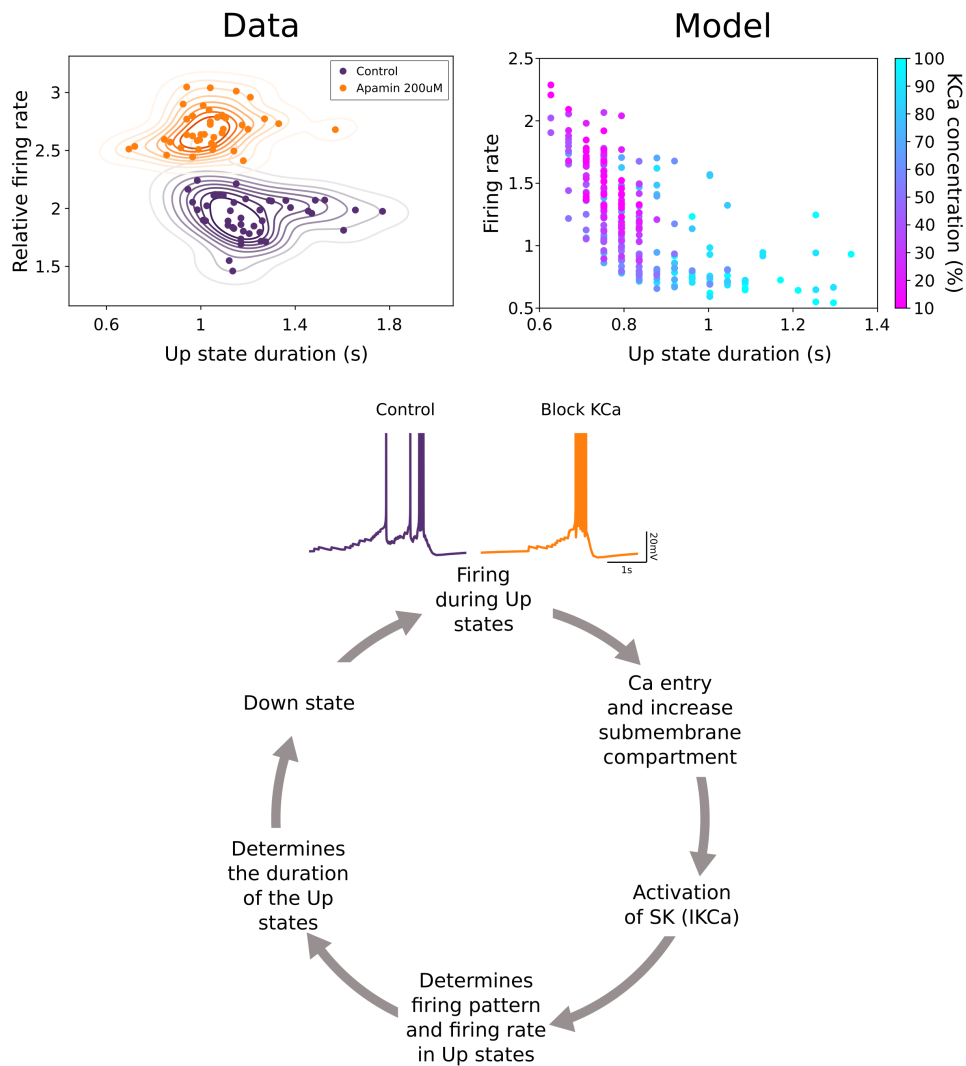 Data
Model
Control
Apamin 200uM
3
2.5
2
1.5
Relative firing rate
0.6
1
1.4
1.8
Up state duration (s)
2.5
2
1.5
1
0.5
Firing rate
0.6
0.8
1
1.2
1.4
Up state duration (s)
100
90
80
70
60
50
40
30
20
10
KCa concentration (%)
Control
Block KCa
20mV
1s
Firing
during Up
states
Ca entry
and increase
submembrane
compartment
Activation
of SK (IKCa)
Determines
firing pattern
and firing rate
in Up states
Determines
the duration
of the Up
states
Down state